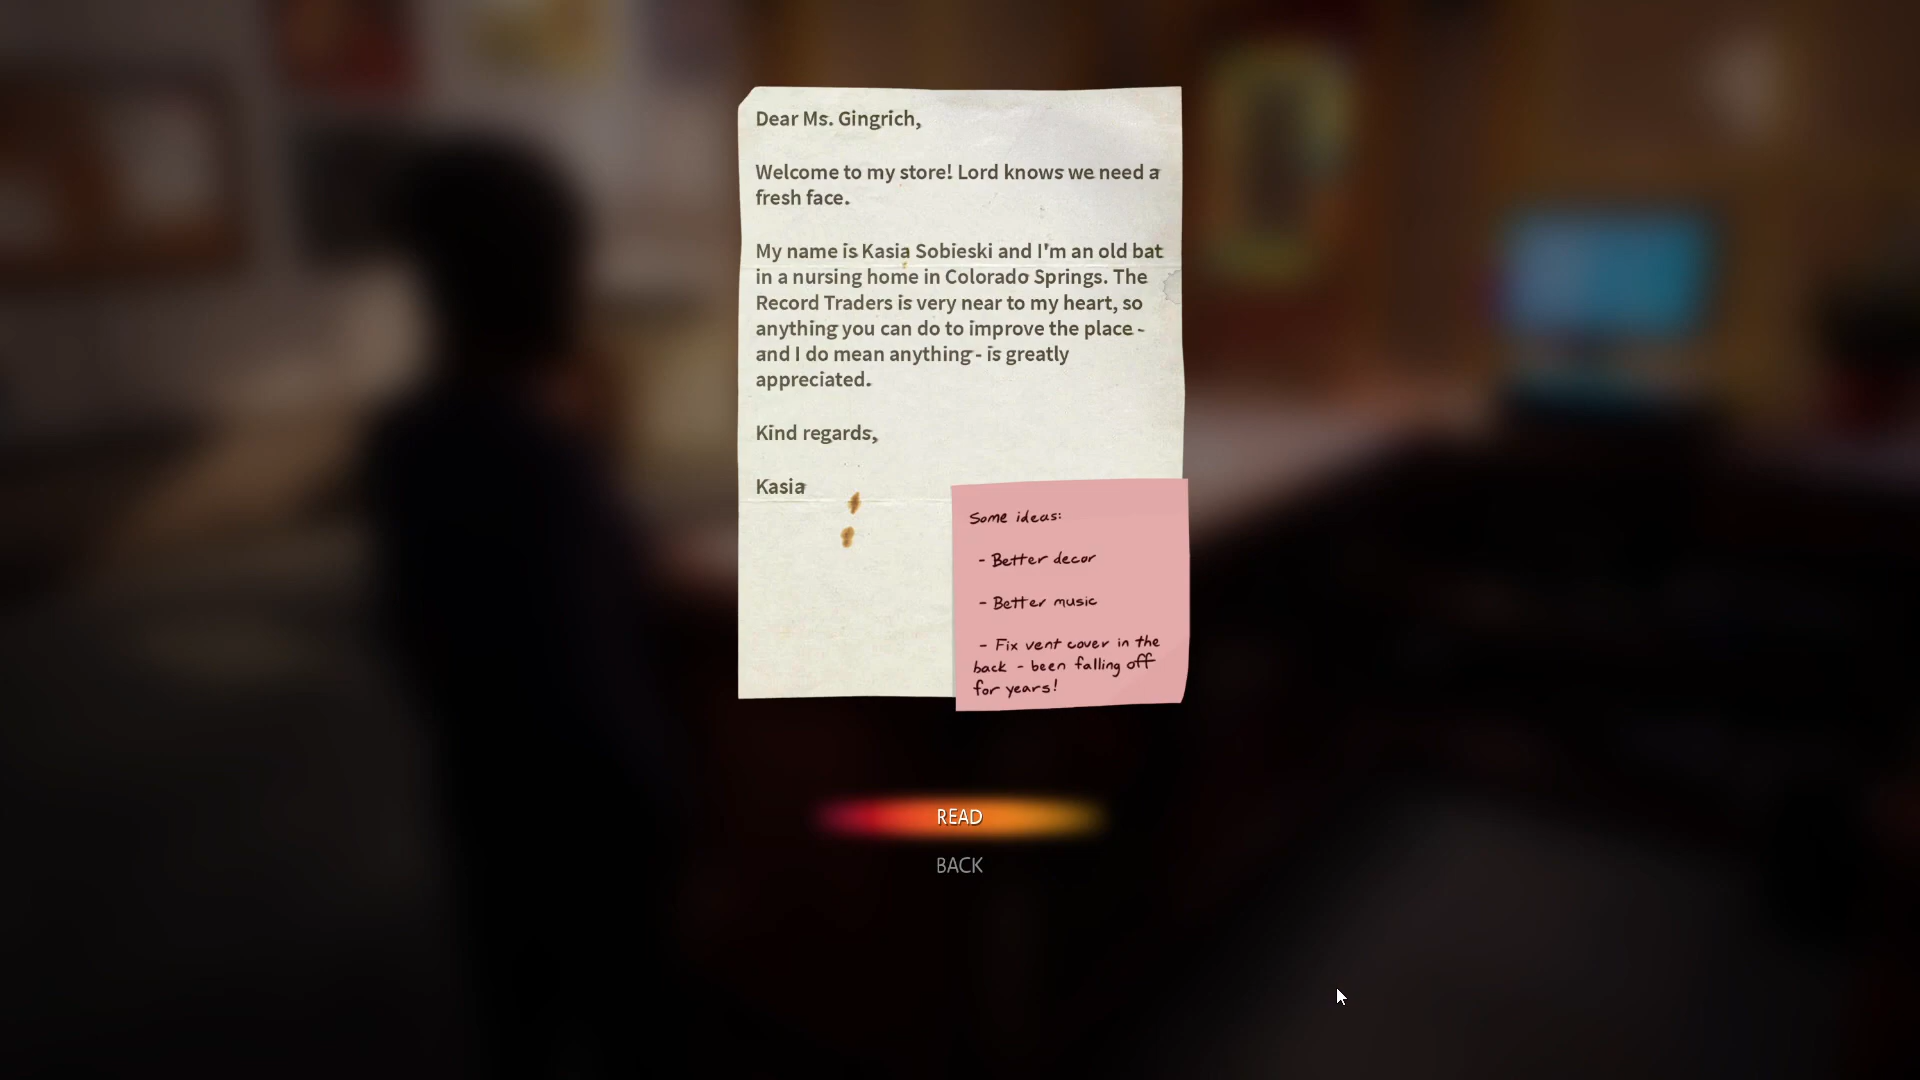 Dear Ms. Gingrich,
Welcome to my store! Lord knows we need a
fresh face.
My name is Kasia Sobieski and I'm an old bat
in a nursing home in Colorado Springs. The
Record Traders is very near to my heart, so
anything you can do to improve the place -
and I do mean anything - is greatly
appreciated.
Kind regards,
Kasia
Some ideas:
- Better decor
- Better music
- Fix vent cover in the
back - been falling off
for years!
READ
BACK